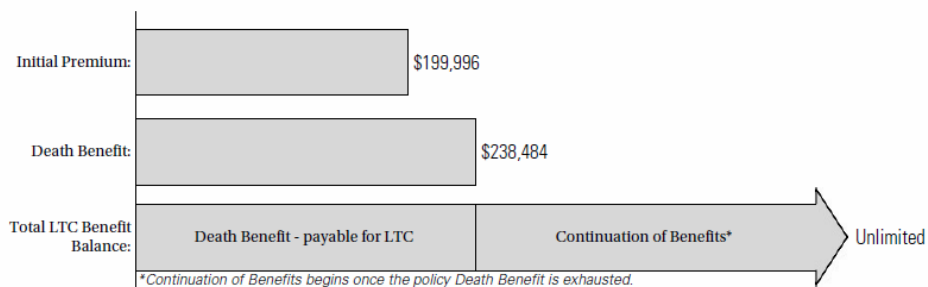 Initial Premium:
$199,996
Death Benefit:
$238,484
Total LTC Benefit
Balance:
Death Benefit - payable for LTC
Continuation of Benefits*
Unlimited
*Continuation of Benefits begins once the policy Death Benefit is exhausted.